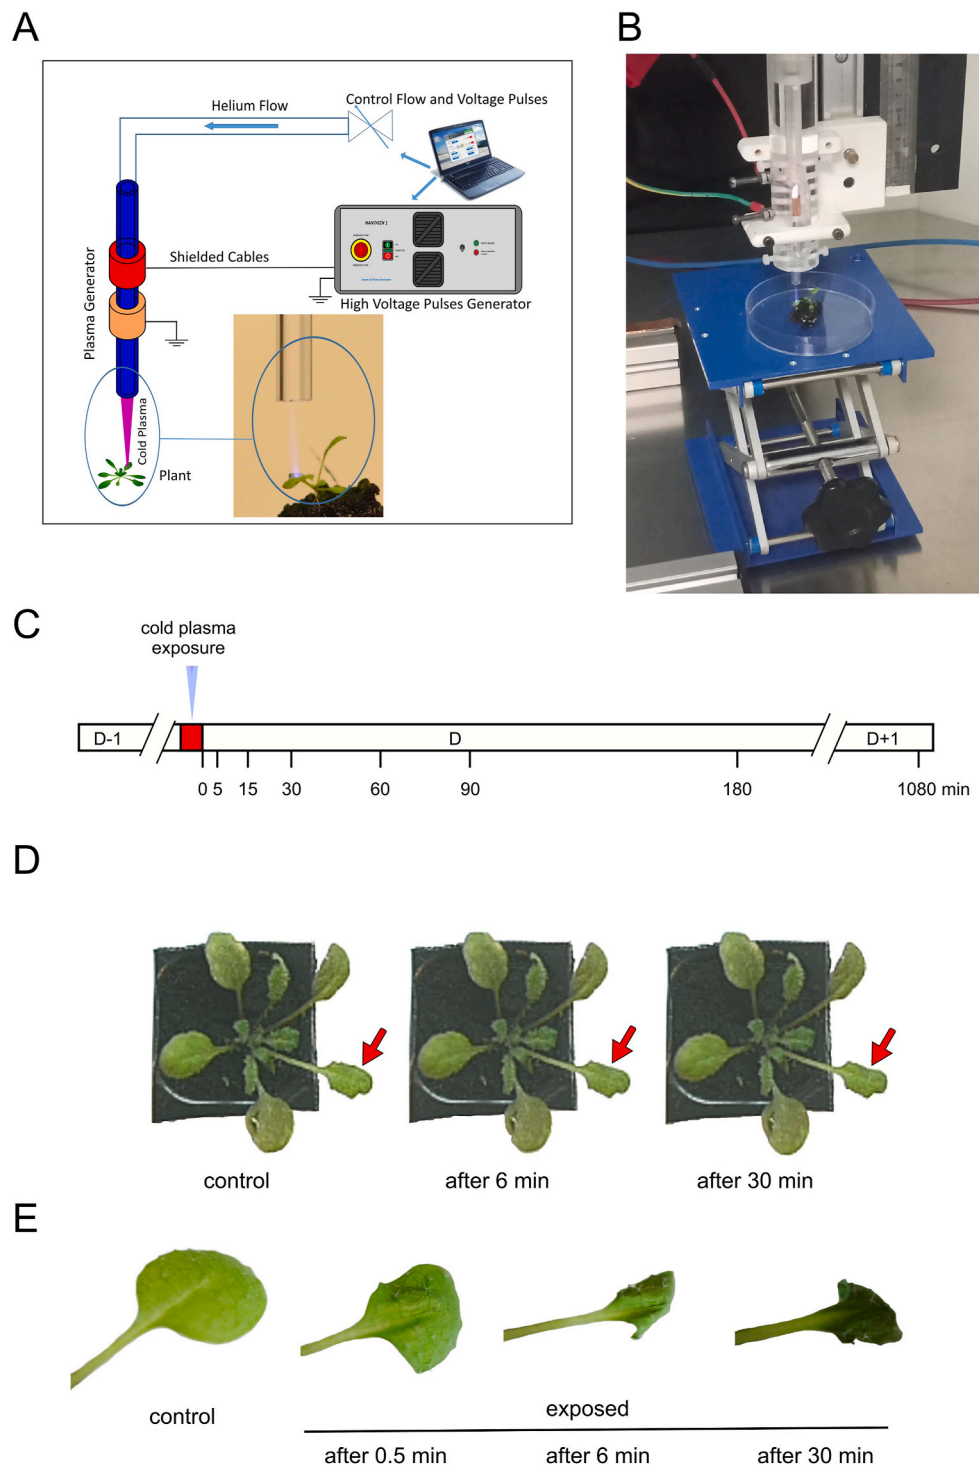 A
B
Helium Flow
Control Flow and Voltage Pulses
NANOGEN 1
Plasma Generator
Shielded Cables
High Voltage Pulses Generator
Cold Plasma
Plant
C
cold plasma
exposure
D-1
D
D+1
0 5 15 30 60 90 180 1080 min
D
control
after 6 min
after 30 min
E
control
exposed
after 0.5 min
after 6 min
after 30 min